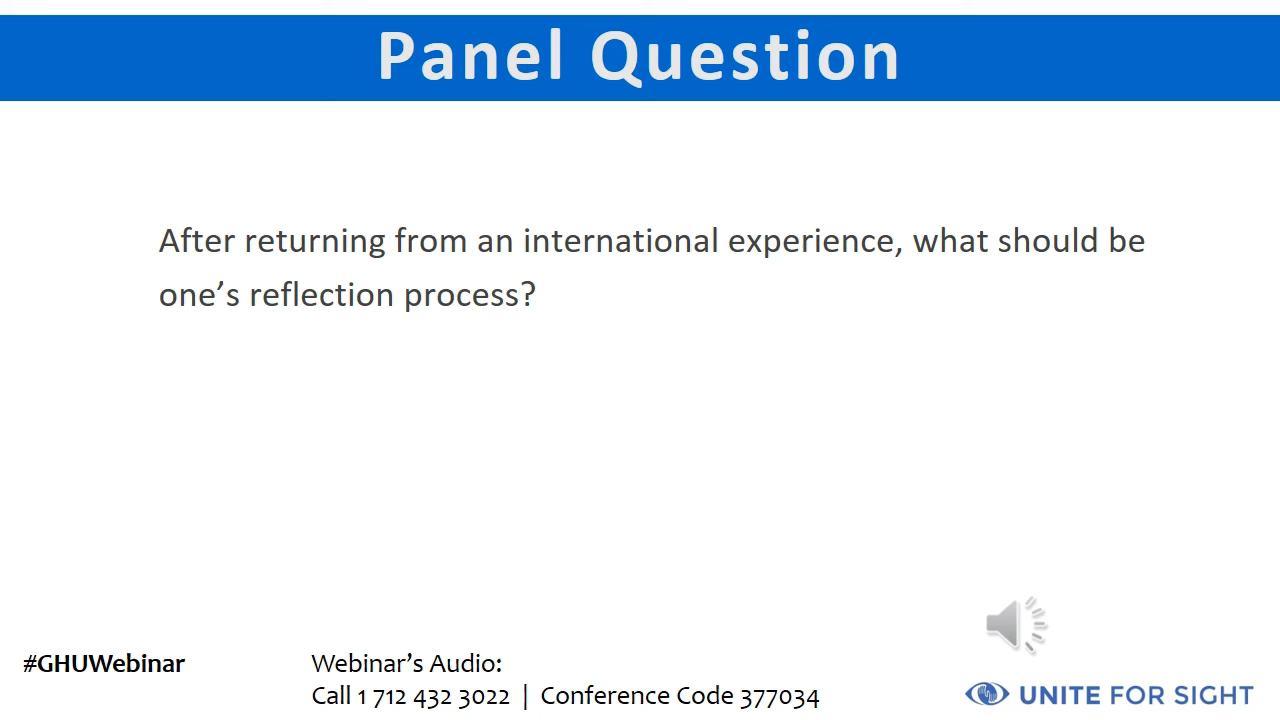 Panel Question
After returning from an international experience, what should be
one’s reflection process?
#GHUWebinar
Webinar’s Audio:
Call 1 712 432 3022 | Conference Code 377034
UNITE FOR SIGHT